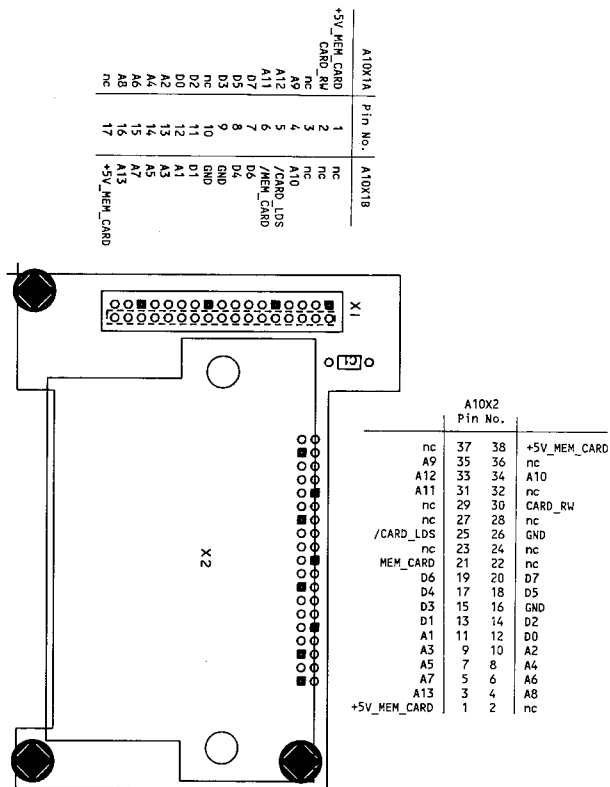 A10X1A Pin No. A10X1B
+5V_MEM_CARD 1 nc
CARD_RW 2 nc
nc 3 nc
A9 4 A10
A12 5 /CARD_LDS
A11 6 /MEM_CARD
D7 7 D6
D5 8 D4
D3 9 GND
nc 10 GND
D2 11 D1
D0 12 A1
A2 13 A3
A4 14 A5
A6 15 A7
A8 16 A13
nc 17 +5V_MEM_CARD
X1
C1
X2
A10X2
Pin No.
nc 37 38 +5V_MEM_CARD
A9 35 36 nc
A12 33 34 A10
A11 31 32 nc
nc 29 30 CARD_RW
nc 27 28 nc
/CARD_LDS 25 26 GND
nc 23 24 nc
MEM_CARD 21 22 nc
D6 19 20 D7
D4 17 18 D5
D3 15 16 GND
D1 13 14 D2
A1 11 12 D0
A3 9 10 A2
A5 7 8 A4
A7 5 6 A6
A13 3 4 A8
+5V_MEM_CARD 1 2 nc